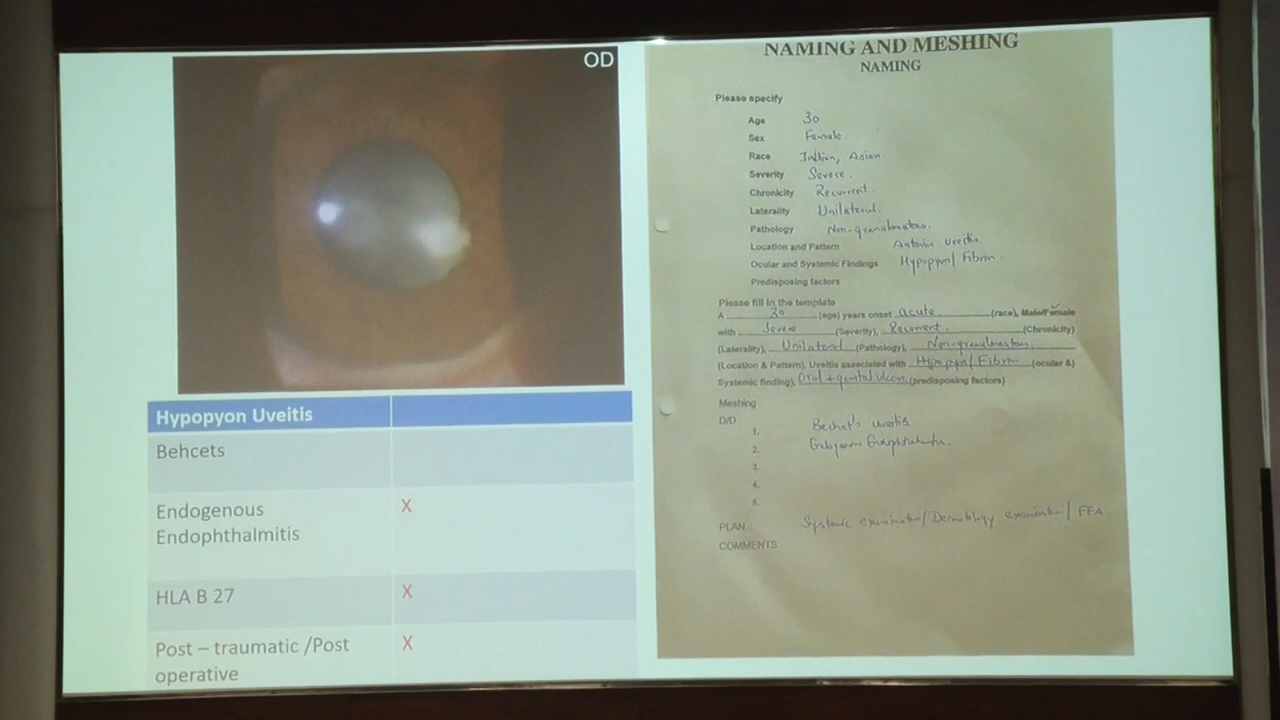 OD
Hypopyon Uveitis
Behcets
Endogenous
Endophthalmitis
X
HLA B 27
X
Post – traumatic /Post
operative
X
NAMING AND MESHING
NAMING
Please specify
Age 30
Sex Female.
Race Indian, Asian.
Severity Severe.
Chronicity Recurrent.
Laterality Unilateral.
Pathology Non-granulomatous.
Location and Pattern Anterior uveitis.
Ocular and Systemic Findings Hypopyon/ Fibrin.
Predisposing factors
Please fill in the template
A 30 (age) years onset acute (race), Male/Female
with Severe (Severity), Recurrent. (Chronicity)
(Laterality), Unilateral (Pathology), Non-granulomatous.
(Location & Pattern), Uveitis associated with Hypopyon/ Fibrin (ocular &)
Systemic finding), Oral + genital ulcers (predisposing factors)
Meshing
D/D
1. Bechet's uveitis.
2.
3.
4.
5.
PLAN Systemic examination/ Dermatology examination/ FFA.
COMMENTS